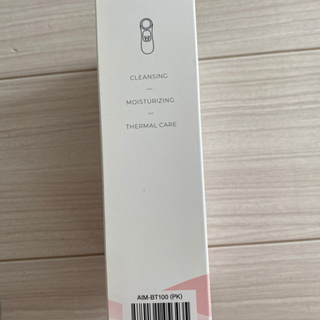 CLEANSING
—
MOISTURIZING
—
THERMAL CARE
AIM-BT100 (PK)